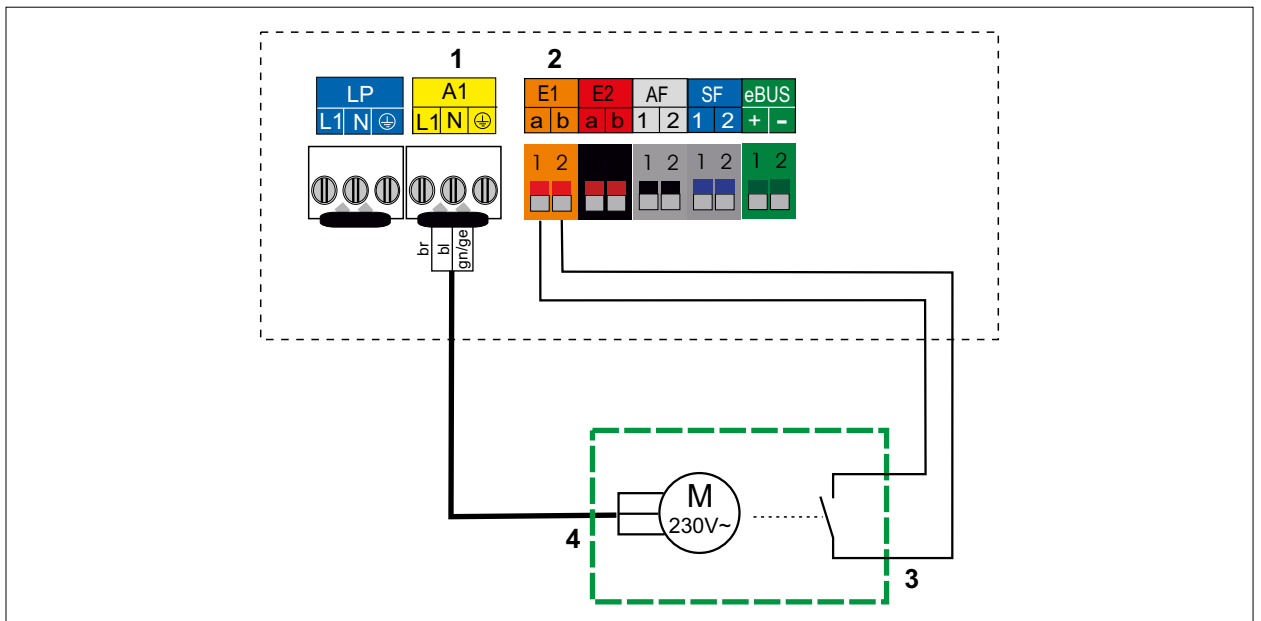 1 2
LP A1 E1 E2 AF SF eBUS
L1 N L1 N a b a b 1 2 1 2 + -
1 2 1 2 1 2 1 2
br bl gn/ge
M
230V~
4
3